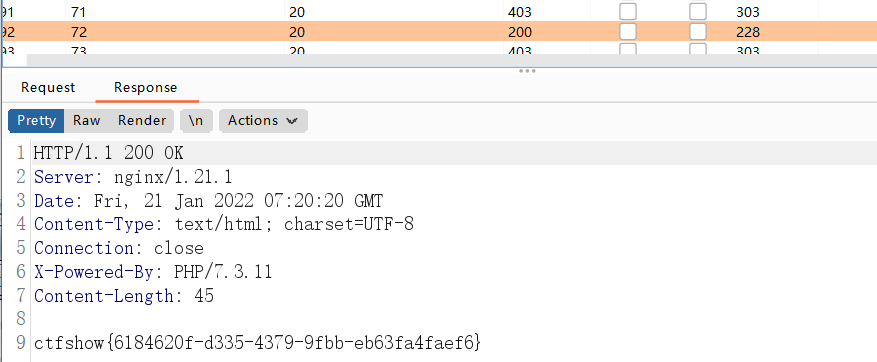 91 71 20 403 303
92 72 20 200 228
93 73 20 403 303
Request Response
Pretty Raw Render \n Actions
1 HTTP/1.1 200 OK
2 Server: nginx/1.21.1
3 Date: Fri, 21 Jan 2022 07:20:20 GMT
4 Content-Type: text/html; charset=UTF-8
5 Connection: close
6 X-Powered-By: PHP/7.3.11
7 Content-Length: 45
8
9 ctfshow{6184620f-d335-4379-9fbb-eb63fa4faef6}